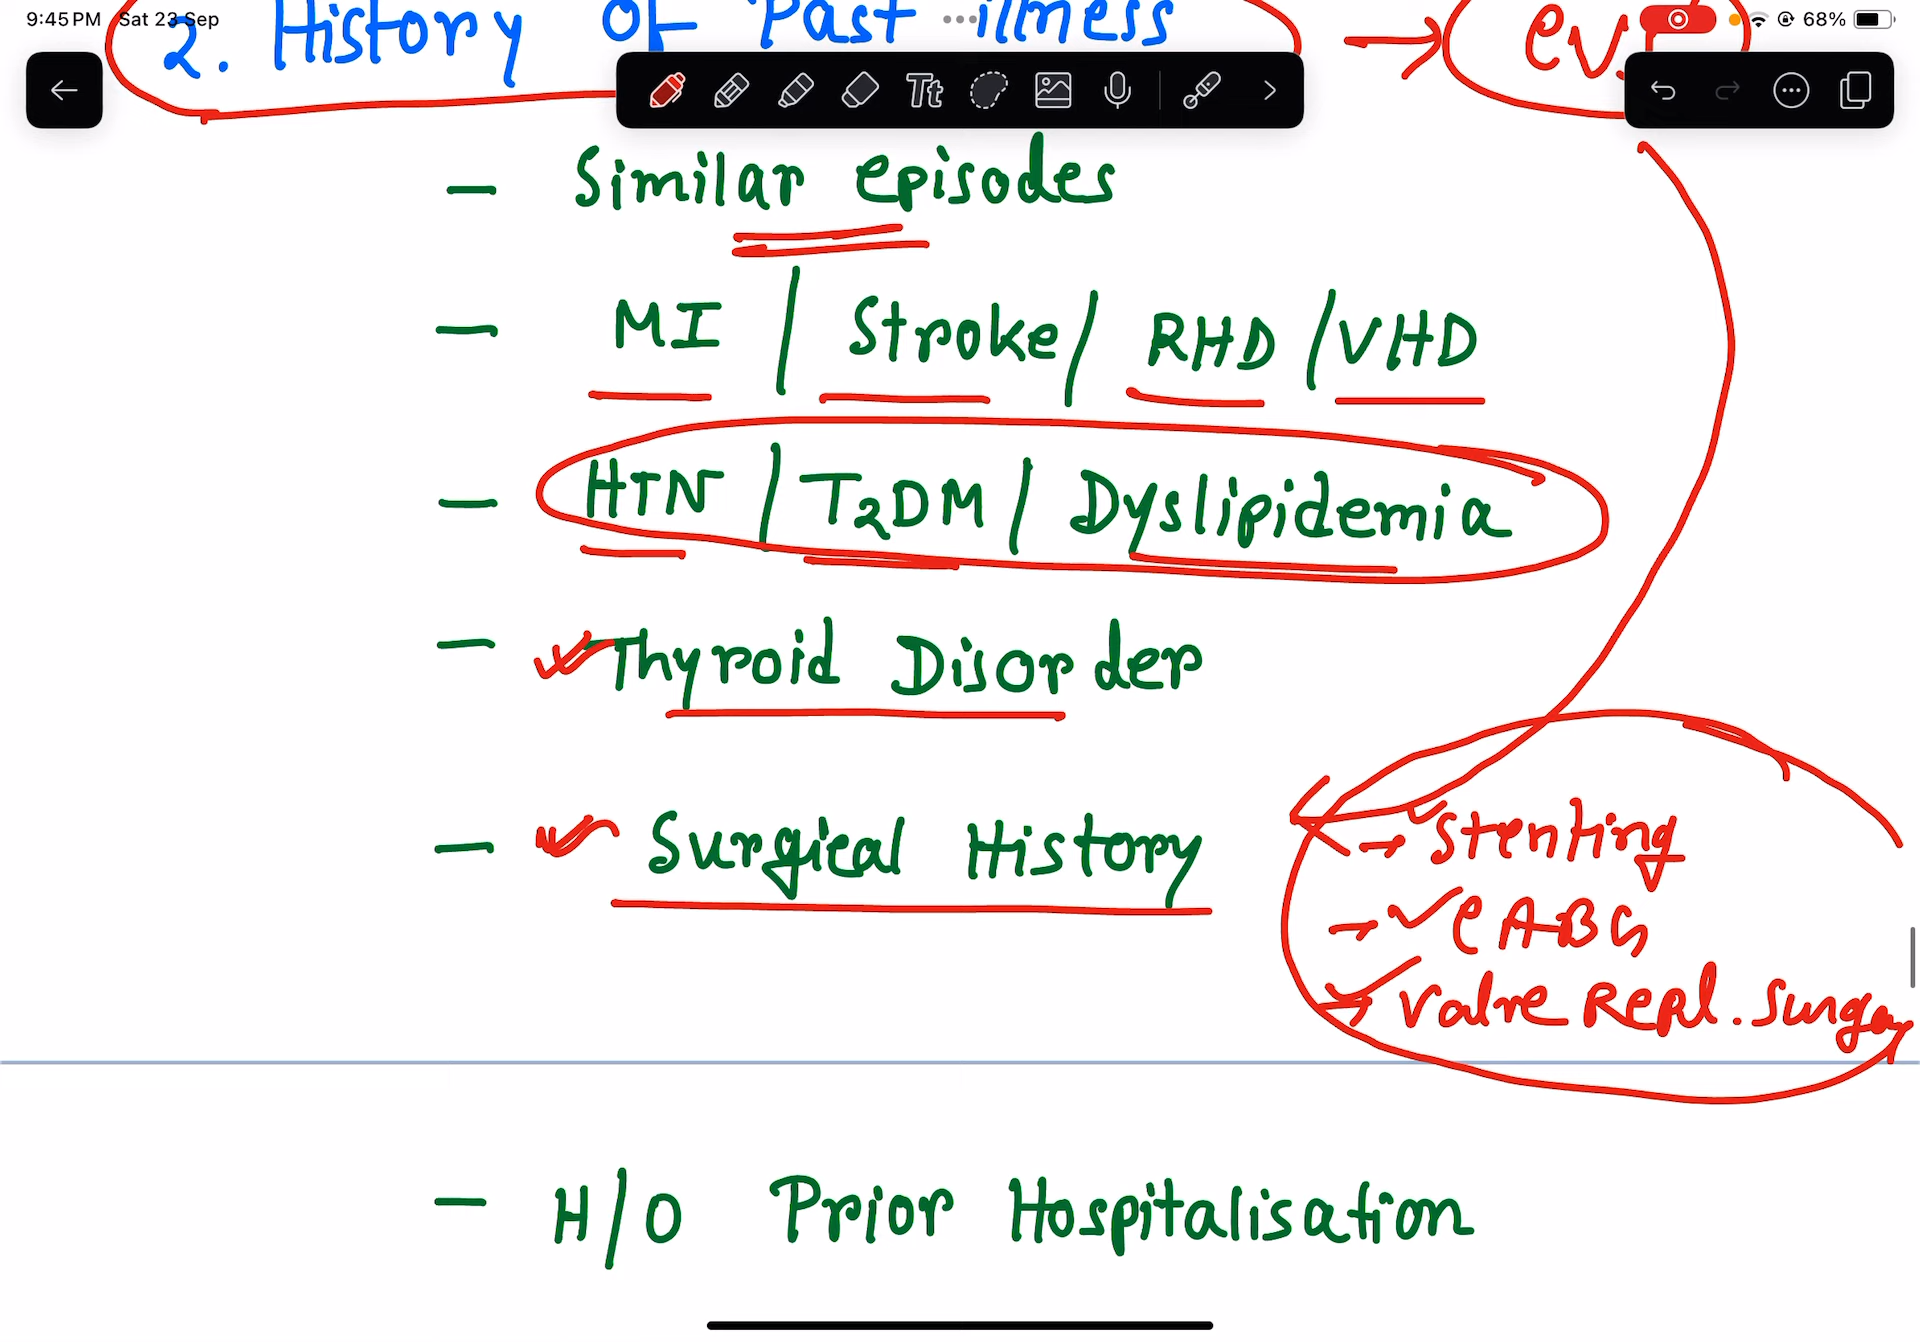 9:45 PM Sat 23 Sep
68%
2. History of Past illness →
Tt
- Similar episodes
- MI / Stroke / RHD / VHD
- HTN / T2DM / Dyslipidemia
- Thyroid Disorder
- Surgical History
→ Stenting
→ CABG
→ Valve Repl. Surgery
- H/O Prior Hospitalisation